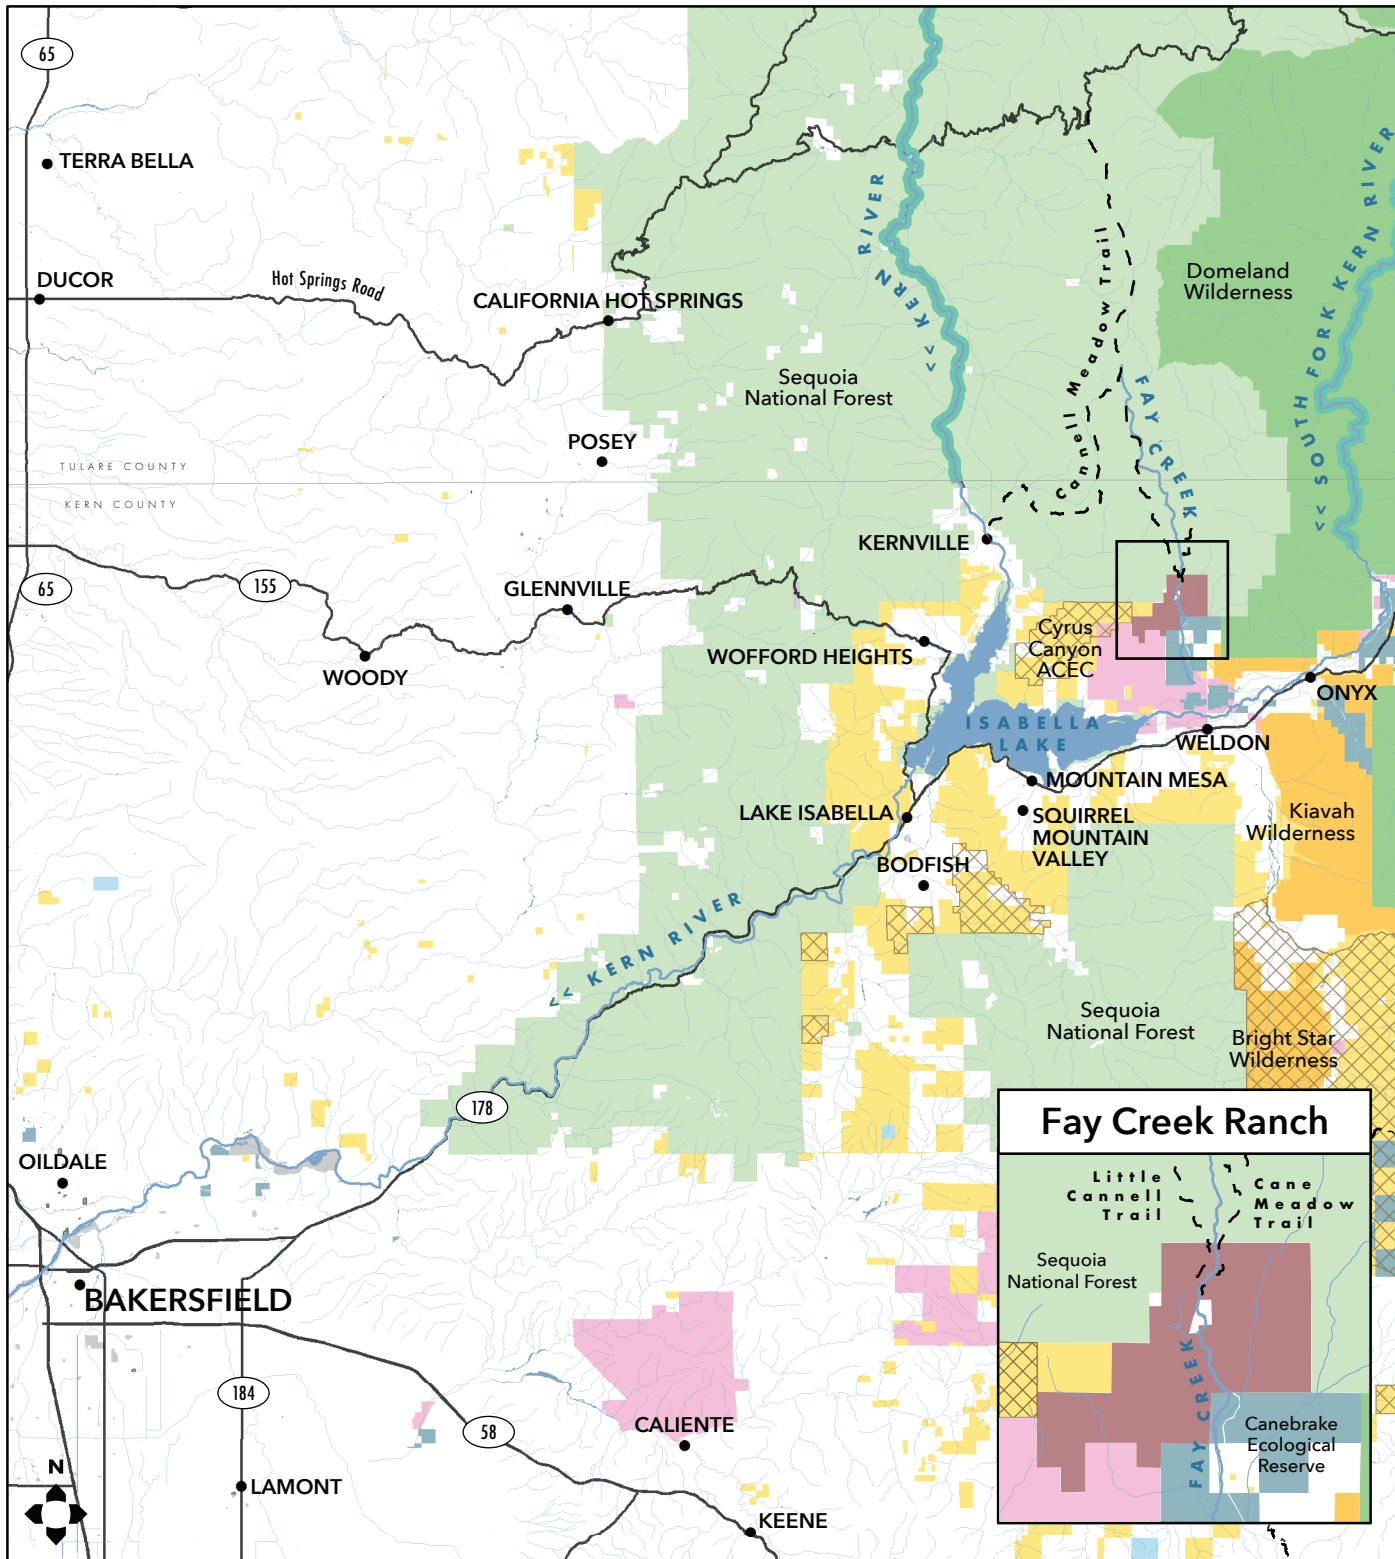 65
TERRA BELLA
DUCOR
Hot Springs Road
CALIFORNIA HOT SPRINGS
<< KERN RIVER
Cannell Meadow Trail
Domeland
Wilderness
<< SOUTH FORK KERN RIVER
Sequoia
National Forest
FAY CREEK
POSEY
TULARE COUNTY
KERN COUNTY
KERNVILLE
65
155
GLENNVILLE
WOODY
WOFFORD HEIGHTS
Cyrus
Canyon
ACEC
ONYX
ISABELLA
LAKE
WELDON
MOUNTAIN MESA
LAKE ISABELLA
SQUIRREL
MOUNTAIN
VALLEY
Kiavah
Wilderness
BODFISH
<< KERN RIVER
Sequoia
National Forest
Bright Star
Wilderness
178
OILDALE
BAKERSFIELD
184
58
CALIENTE
LAMONT
KEENE
N
Fay Creek Ranch
Little
Cannell
Trail
Cane
Meadow
Trail
Sequoia
National Forest
FAY CREEK
Canebrake
Ecological
Reserve